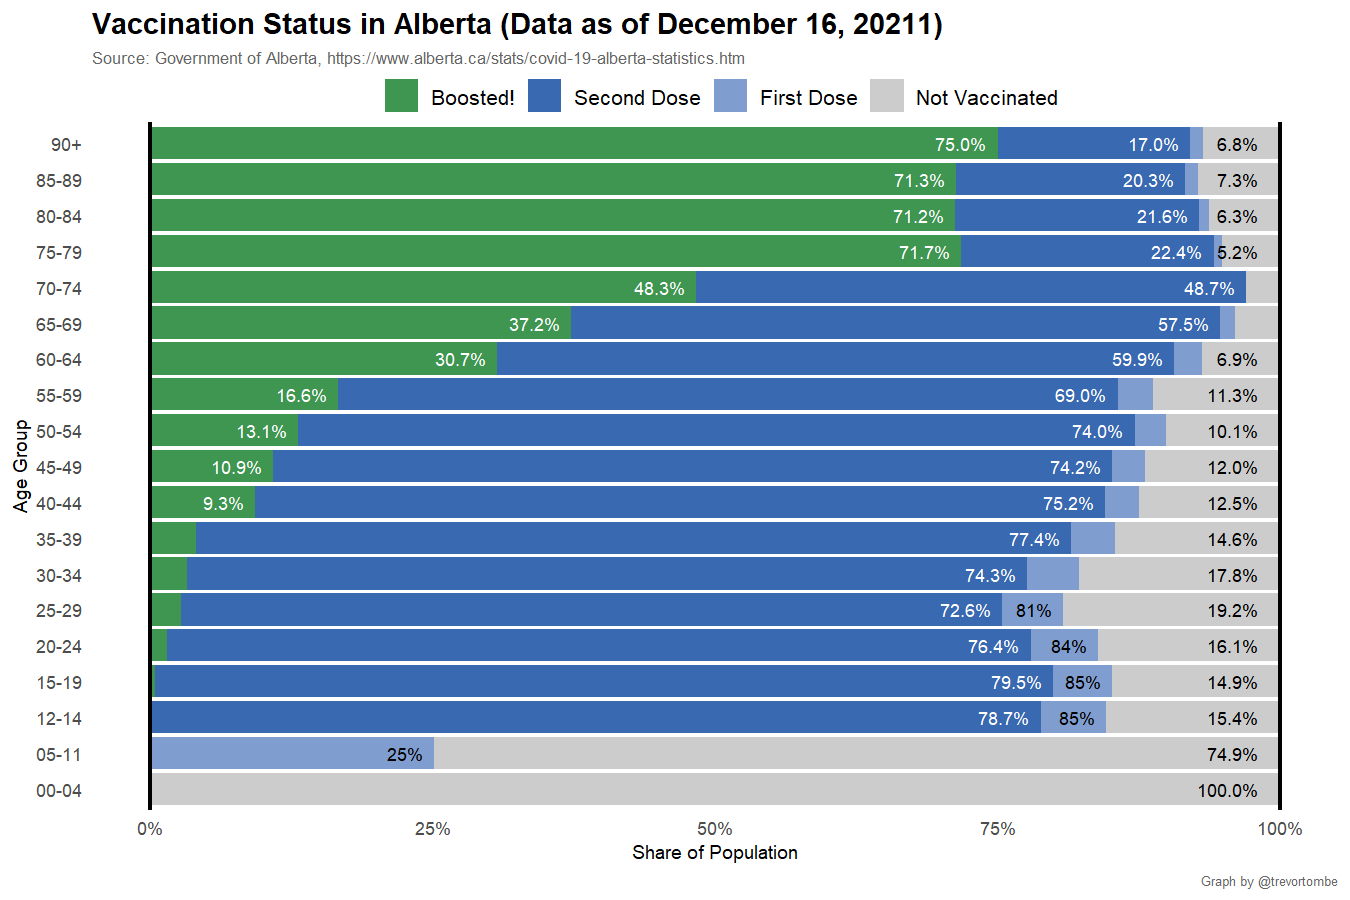 Vaccination Status in Alberta (Data as of December 16, 20211)
Source: Government of Alberta, https://www.alberta.ca/stats/covid-19-alberta-statistics.htm
Boosted! Second Dose First Dose Not Vaccinated
90+ 75.0% 17.0% 6.8%
85-89 71.3% 20.3% 7.3%
80-84 71.2% 21.6% 6.3%
75-79 71.7% 22.4% 5.2%
70-74 48.3% 48.7%
65-69 37.2% 57.5%
60-64 30.7% 59.9% 6.9%
55-59 16.6% 69.0% 11.3%
50-54 13.1% 74.0% 10.1%
45-49 10.9% 74.2% 12.0%
40-44 9.3% 75.2% 12.5%
35-39 77.4% 14.6%
30-34 74.3% 17.8%
25-29 72.6% 81% 19.2%
20-24 76.4% 84% 16.1%
15-19 79.5% 85% 14.9%
12-14 78.7% 85% 15.4%
05-11 25% 74.9%
00-04 100.0%
Age Group
0% 25% 50% 75% 100%
Share of Population
Graph by @trevortombe